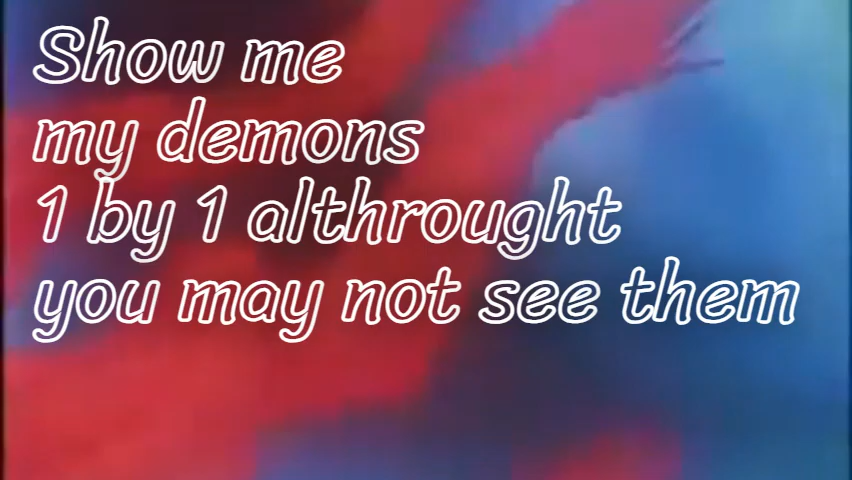 Show me
my demons
1 by 1 althrought
you may not see them